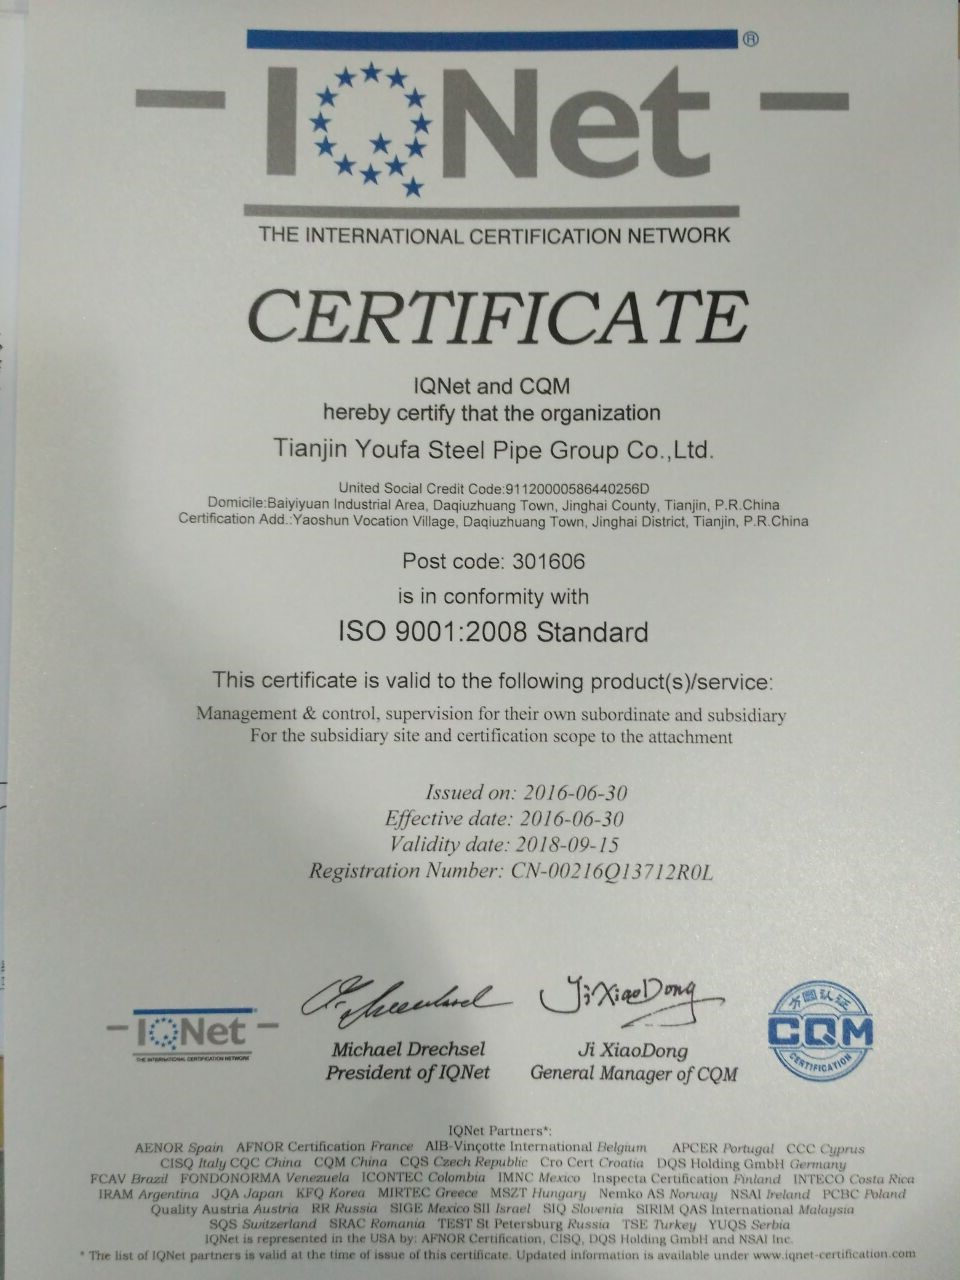 IQNet ®
THE INTERNATIONAL CERTIFICATION NETWORK
CERTIFICATE
IQNet and CQM
hereby certify that the organization
Tianjin Youfa Steel Pipe Group Co.,Ltd.
United Social Credit Code:91120000586440256D
Domicile:Baiyiyuan Industrial Area, Daqiuzhuang Town, Jinghai County, Tianjin, P.R.China
Certification Add.:Yaoshun Vocation Village, Daqiuzhuang Town, Jinghai District, Tianjin, P.R.China
Post code: 301606
is in conformity with
ISO 9001:2008 Standard
This certificate is valid to the following product(s)/service:
Management & control, supervision for their own subordinate and subsidiary
For the subsidiary site and certification scope to the attachment
Issued on: 2016-06-30
Effective date: 2016-06-30
Validity date: 2018-09-15
Registration Number: CN-00216Q13712R0L
Ji XiaoDong
IQNet
THE INTERNATIONAL CERTIFICATION NETWORK
Michael Drechsel
President of IQNet
Ji XiaoDong
General Manager of CQM
方圆认证
CQM
CERTIFICATION
IQNet Partners*:
AENOR Spain AFNOR Certification France AIB-Vinçotte International Belgium APCER Portugal CCC Cyprus
CISQ Italy CQC China CQM China CQS Czech Republic Cro Cert Croatia DQS Holding GmbH Germany
FCAV Brazil FONDONORMA Venezuela ICONTEC Colombia IMNC Mexico Inspecta Certification Finland INTECO Costa Rica
IRAM Argentina JQA Japan KFQ Korea MIRTEC Greece MSZT Hungary Nemko AS Norway NSAI Ireland PCBC Poland
Quality Austria Austria RR Russia SIGE Mexico SII Israel SIQ Slovenia SIRIM QAS International Malaysia
SQS Switzerland SRAC Romania TEST St Petersburg Russia TSE Turkey YUQS Serbia
IQNet is represented in the USA by: AFNOR Certification, CISQ, DQS Holding GmbH and NSAI Inc.
* The list of IQNet partners is valid at the time of issue of this certificate. Updated information is available under www.iqnet-certification.com